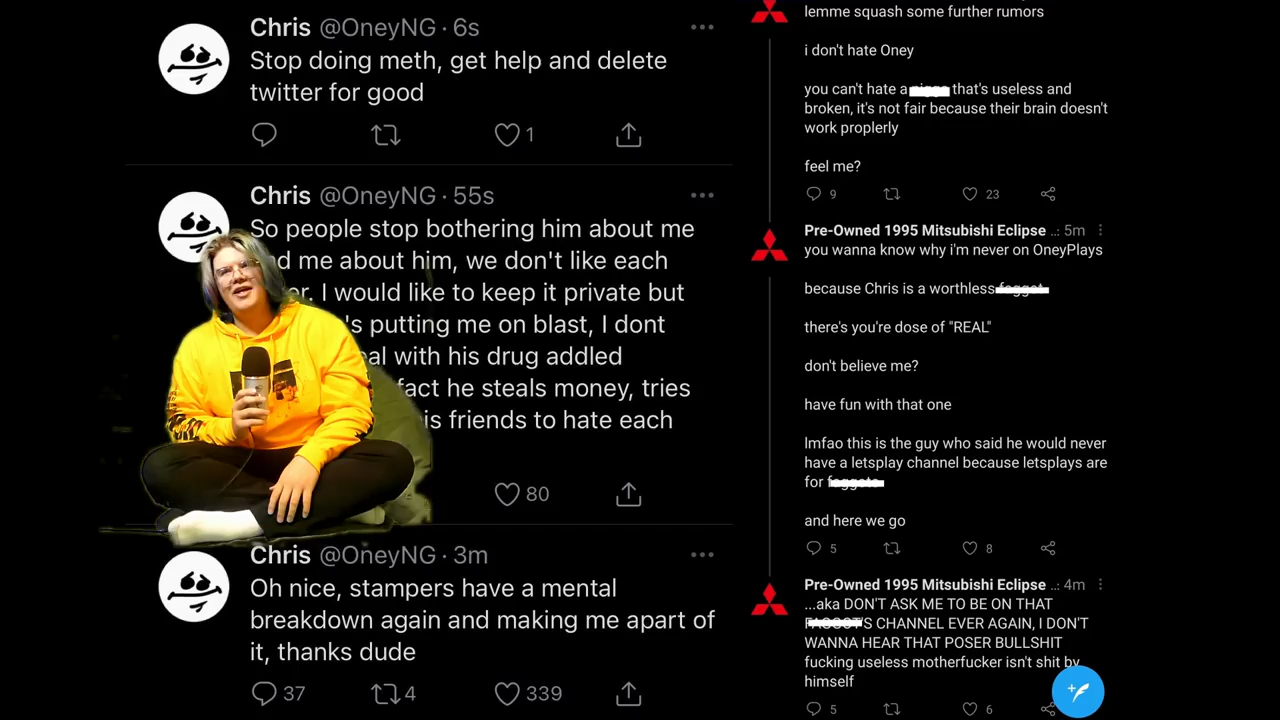 Chris @OneyNG · 6s
Stop doing meth, get help and delete
twitter for good
1
Chris @OneyNG · 55s
So people stop bothering him about me
me about him, we don't like each
I would like to keep it private but
putting me on blast, I dont
with his drug addled
fact he steals money, tries
friends to hate each
80
Chris @OneyNG · 3m
Oh nice, stampers have a mental
breakdown again and making me apart of
it, thanks dude
37
4
339
lemme squash some further rumors
i don't hate Oney
you can't hate a that's useless and
broken, it's not fair because their brain doesn't
work proplerly
feel me?
9
23
Pre-Owned 1995 Mitsubishi Eclipse ..: 5m
you wanna know why i'm never on OneyPlays
because Chris is a worthless
there's you're dose of "REAL"
don't believe me?
have fun with that one
lmfao this is the guy who said he would never
have a letsplay channel because letsplays are
for
and here we go
5
8
Pre-Owned 1995 Mitsubishi Eclipse ..: 4m
...aka DON'T ASK ME TO BE ON THAT
CHANNEL EVER AGAIN, I DON'T
WANNA HEAR THAT POSER BULLSHIT
fucking useless motherfucker isn't shit by
himself
5
6